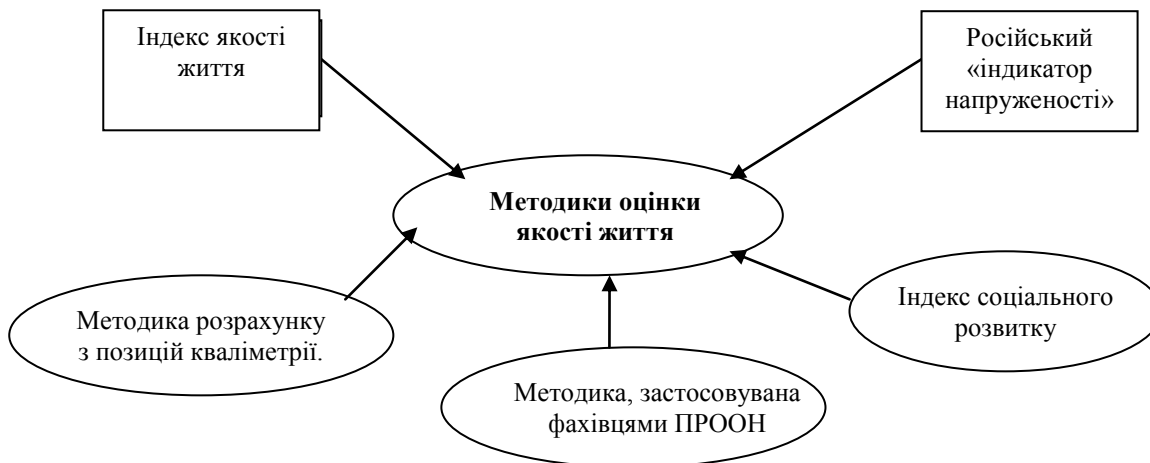 Індекс якості
життя
Російський
«індикатор
напруженості»
Методики оцінки
якості життя
Методика розрахунку
з позицій кваліметрії.
Індекс соціального
розвитку
Методика, застосовувана
фахівцями ПРООН